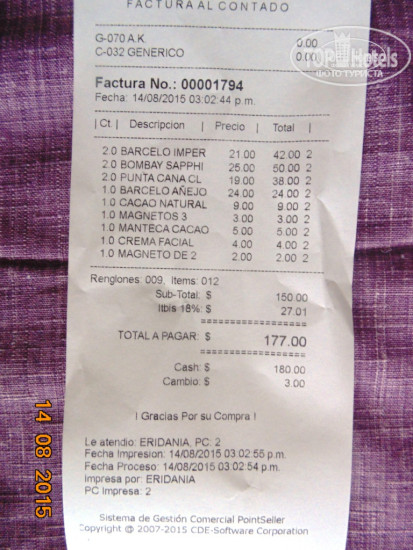 FACTURA AL CONTADO
G-070 A.K. 0.00
C-032 GENERICO 0.00
TOPHotels
ФОТО ТУРИСТА
Factura No.: 00001794
Fecha: 14/08/2015 03:02:44 p.m.
| Ct | Descripcion | Precio | Total |
2.0 BARCELO IMPER 21.00 42.00 2
2.0 BOMBAY SAPPHI 25.00 50.00 2
2.0 PUNTA CANA CL 19.00 38.00 2
1.0 BARCELO AÑEJO 24.00 24.00 2
1.0 CACAO NATURAL 9.00 9.00 2
1.0 MAGNETOS 3 3.00 3.00 2
1.0 MANTECA CACAO 5.00 5.00 2
1.0 CREMA FACIAL 4.00 4.00 2
1.0 MAGNETO DE 2 2.00 2.00 2
Renglones: 009, Items: 012
Sub-Total: $ 150.00
Itbis 18%: $ 27.01
TOTAL A PAGAR: $ 177.00
Cash: $ 180.00
Cambio: $ 3.00
! Gracias Por su Compra !
Le atendio: ERIDANIA, PC: 2
Fecha Impresion: 14/08/2015 03:02:55 p.m.
Fecha Proceso: 14/08/2015 03:02:54 p.m.
Impresa por: ERIDANIA
PC Impresa: 2
Sistema de Gestión Comercial PointSeller
Copyright @ 2007-2015 CDE-Software Corporation
14 08 2015